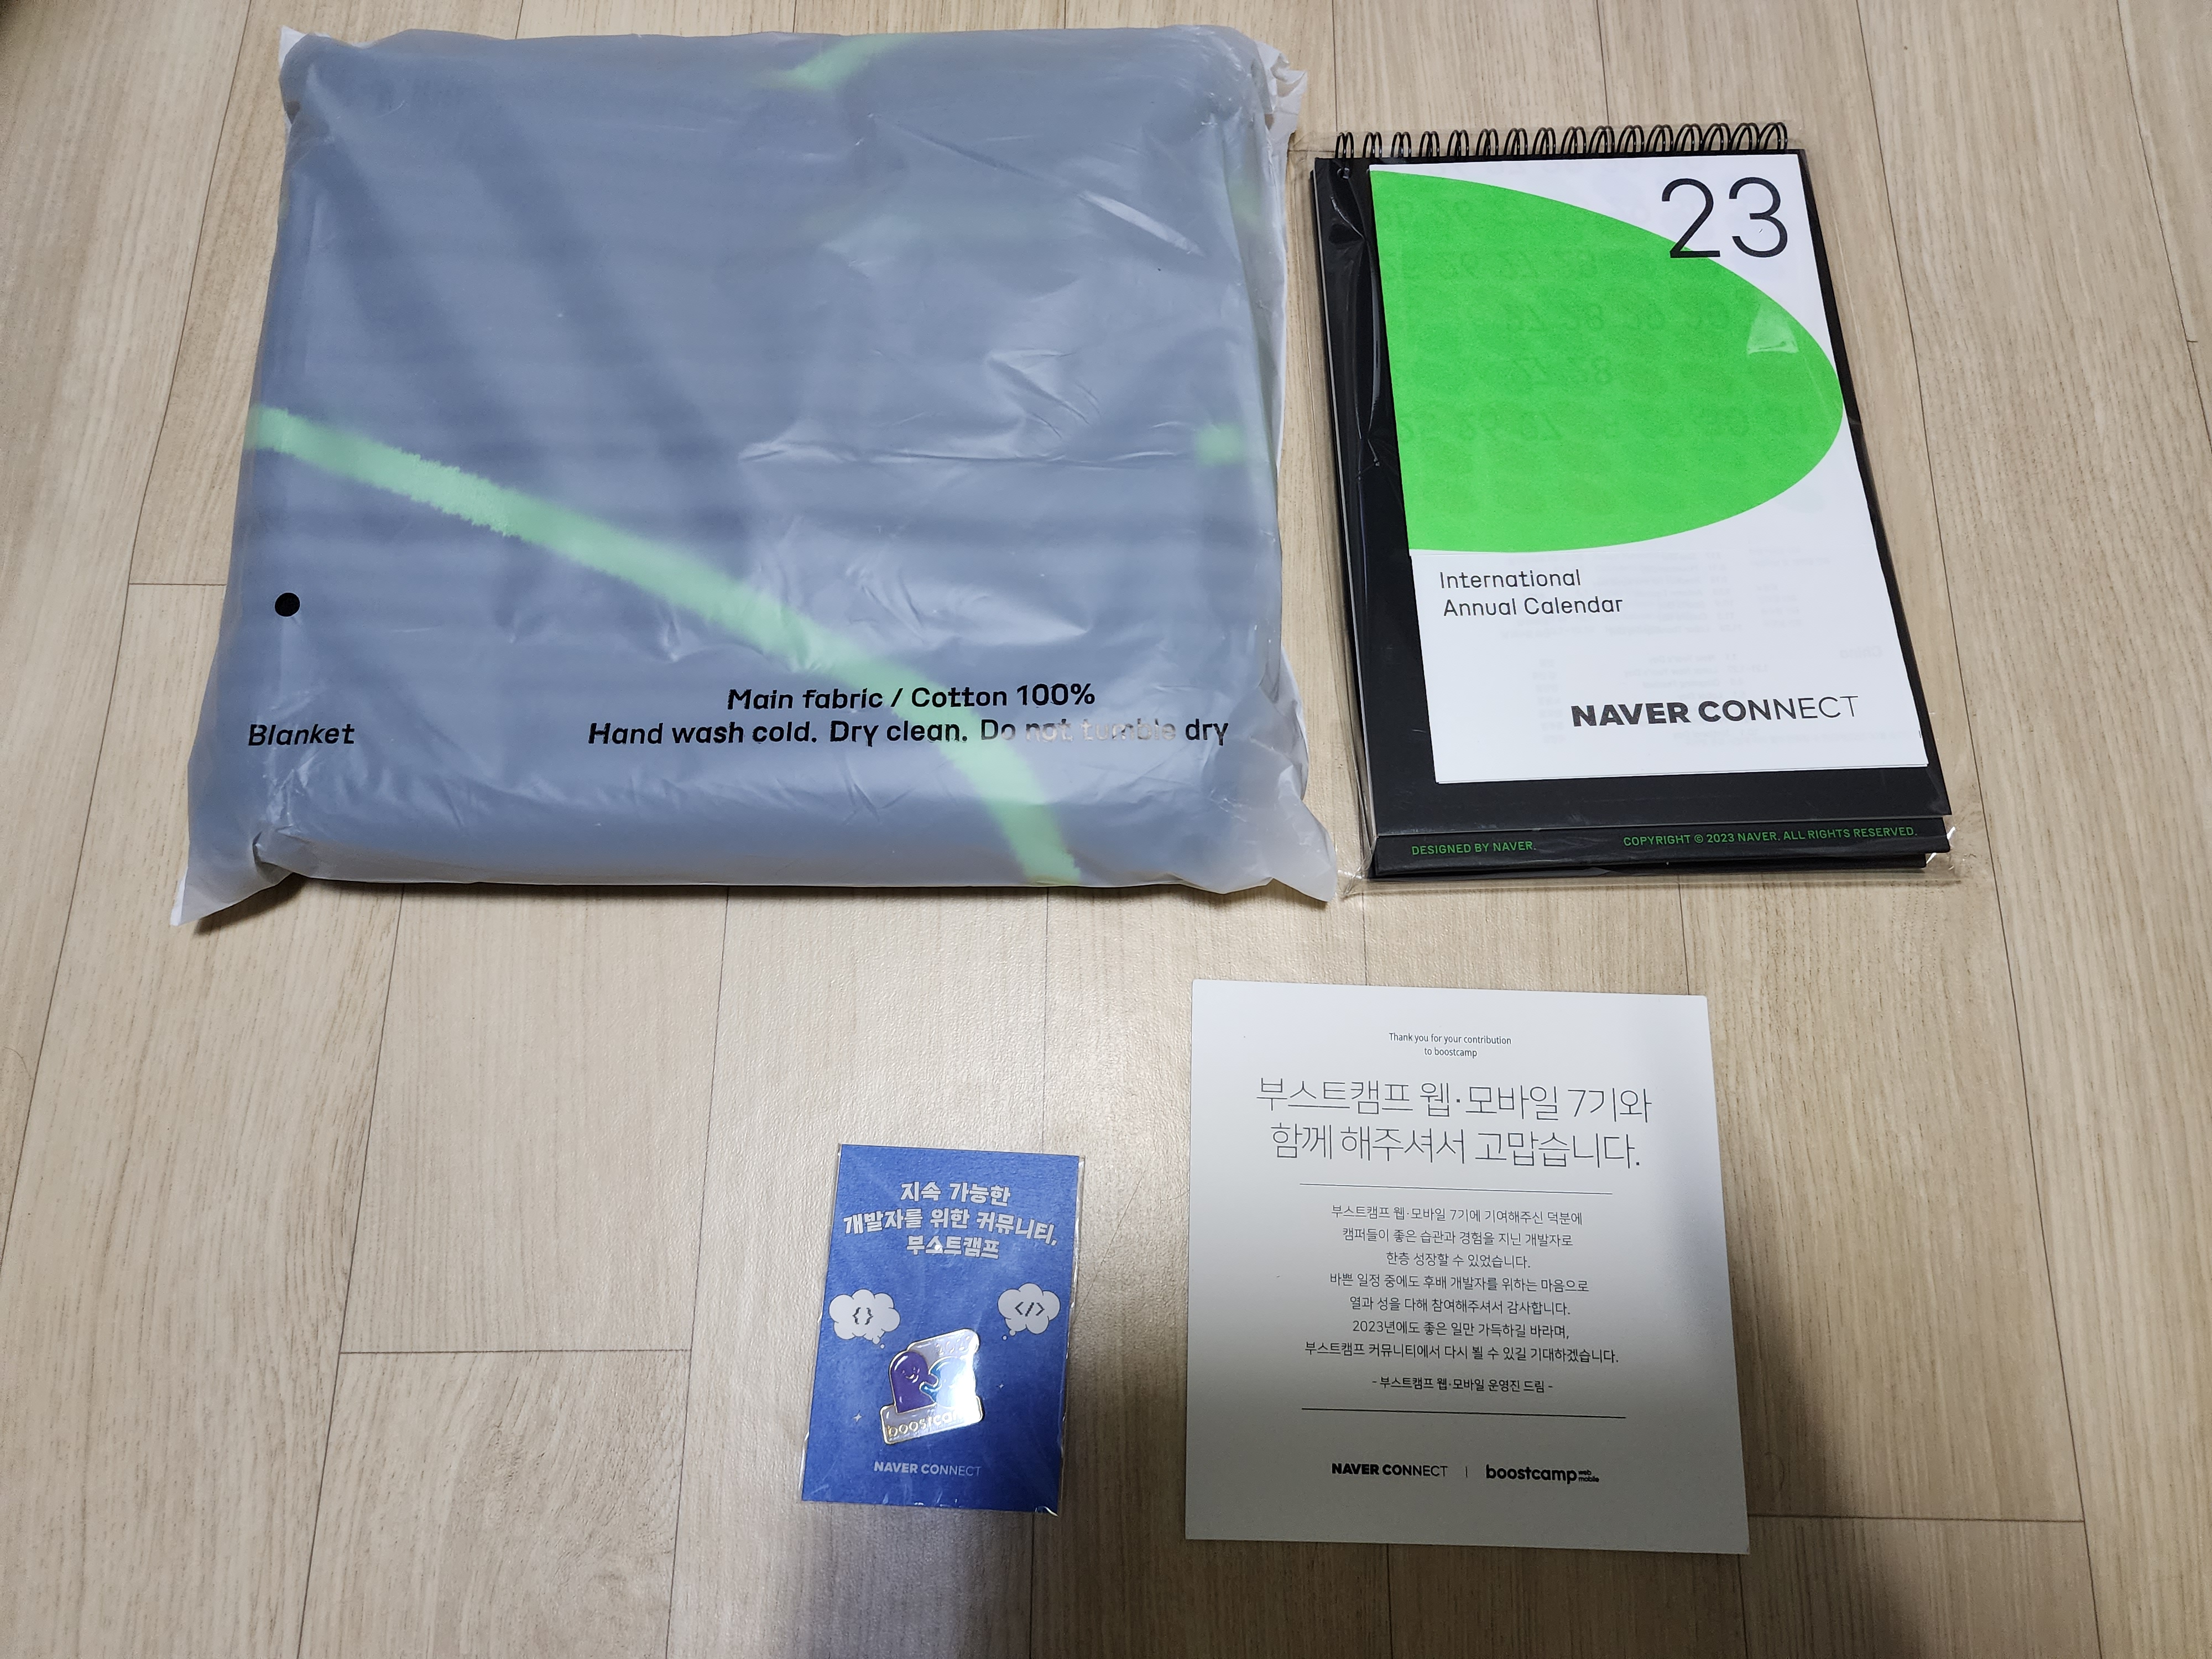 Blanket
Main fabric / Cotton 100%
Hand wash cold. Dry clean. Do not tumble dry
23
International
Annual Calendar
NAVER CONNECT
DESIGNED BY NAVER.
COPYRIGHT © 2023 NAVER. ALL RIGHTS RESERVED.
지속 가능한
개발자를 위한 커뮤니티,
부스트캠프
{}
</>
boostcamp
NAVER CONNECT
Thank you for your contribution
to boostcamp
부스트캠프 웹·모바일 7기와
함께 해주셔서 고맙습니다.
부스트캠프 웹·모바일 7기에 기여해주신 덕분에
캠퍼들이 좋은 습관과 경험을 지닌 개발자로
한층 성장할 수 있었습니다.
바쁜 일정 중에도 후배 개발자를 위하는 마음으로
열과 성을 다해 참여해주셔서 감사합니다.
2023년에도 좋은 일만 가득하길 바라며,
부스트캠프 커뮤니티에서 다시 뵐 수 있길 기대하겠습니다.
- 부스트캠프 웹·모바일 운영진 드림 -
NAVER CONNECT | boostcamp web mobile